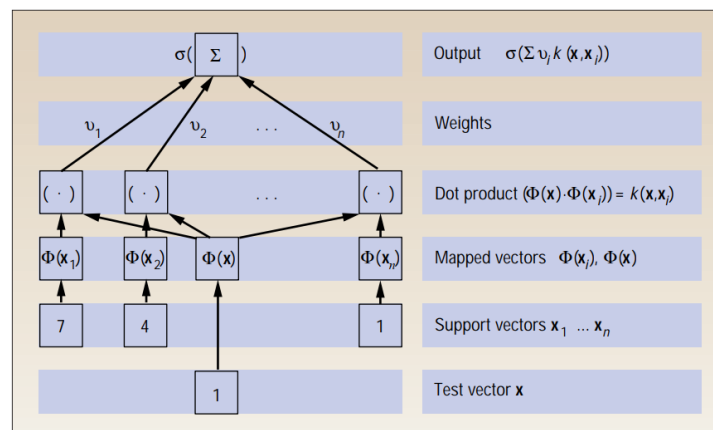 σ( Σ ) Output σ(Συ_i k (x,x_i))
υ_1 υ_2 . . . υ_n Weights
( · ) ( · ) . . . ( · ) Dot product (Φ(x)·Φ(x_i)) = k(x,x_i)
Φ(x_1) Φ(x_2) Φ(x) Φ(x_n) Mapped vectors Φ(x_i), Φ(x)
7 4 1 Support vectors x_1 ... x_n
1 Test vector x